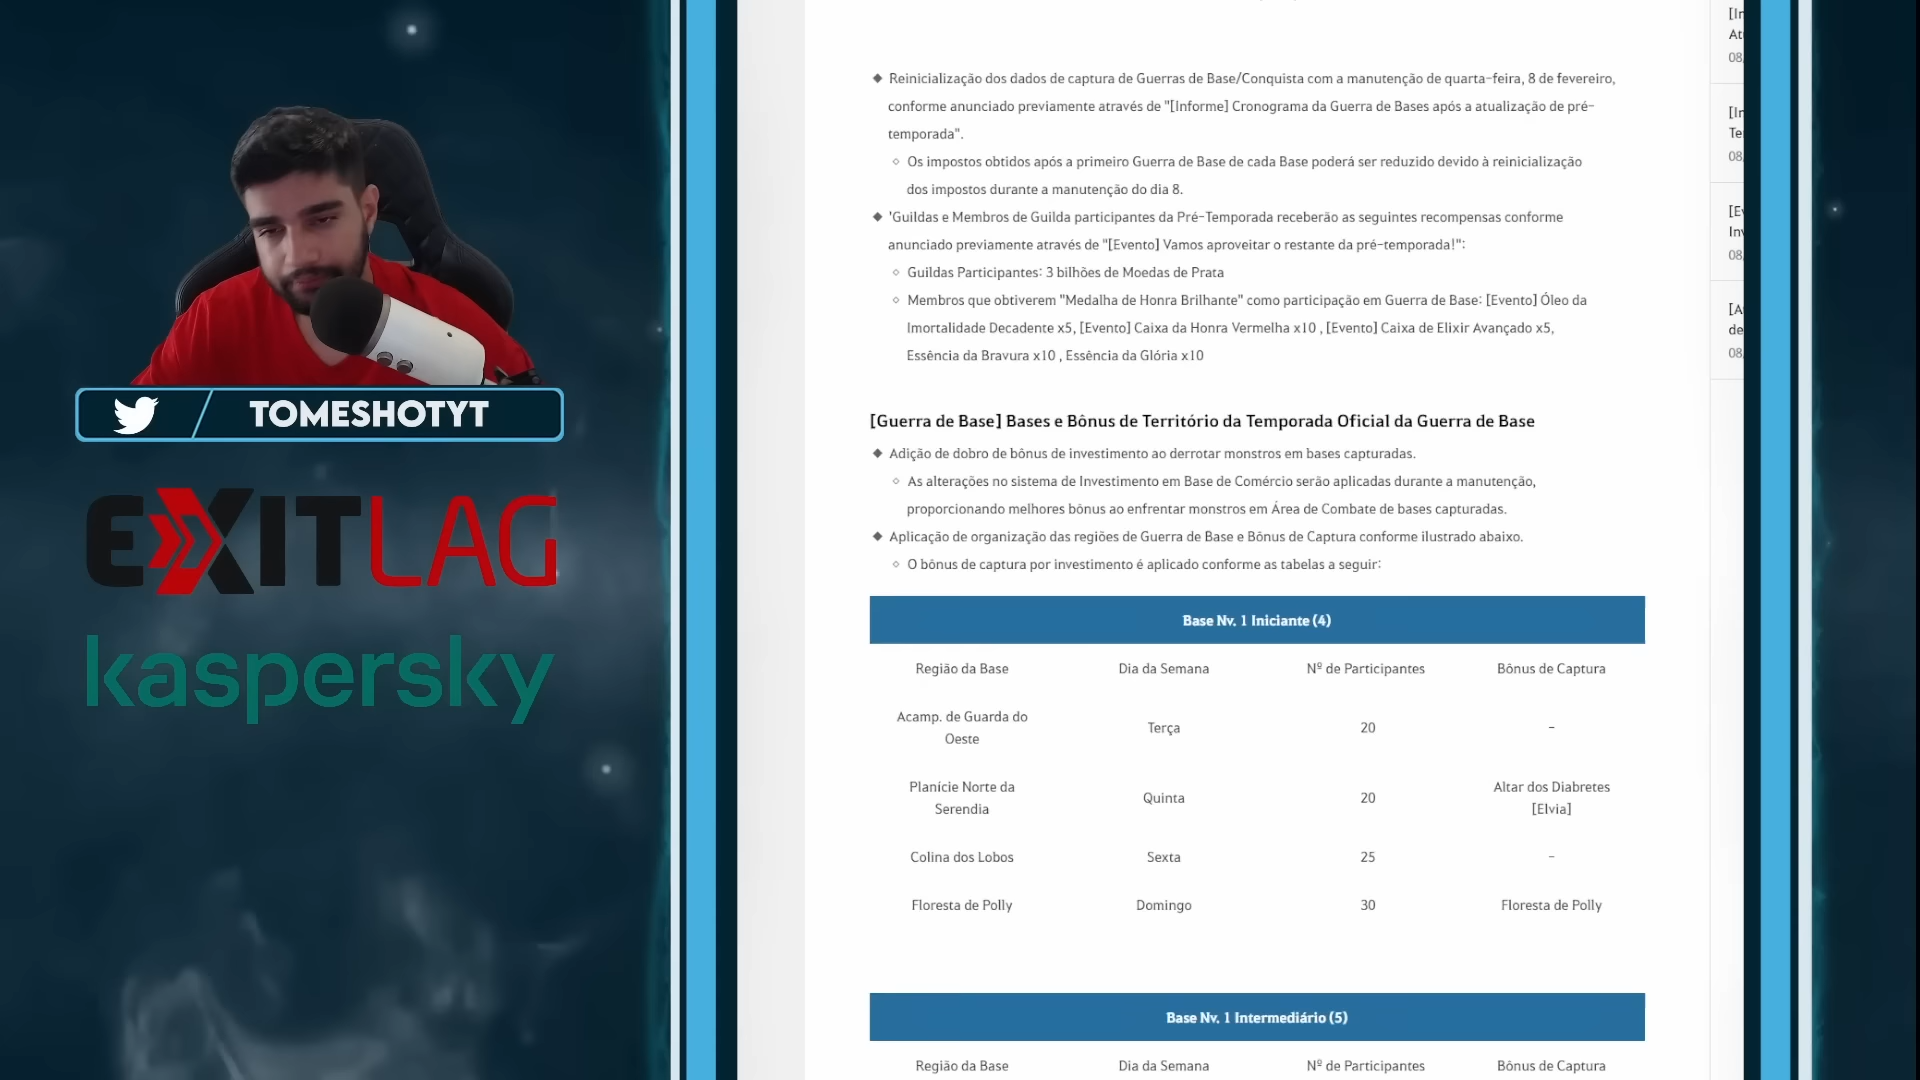 ◆ Reinicialização dos dados de captura de Guerras de Base/Conquista com a manutenção de quarta-feira, 8 de fevereiro,
conforme anunciado previamente através de "[Informe] Cronograma da Guerra de Bases após a atualização de pré-
temporada".
◇ Os impostos obtidos após a primeiro Guerra de Base de cada Base poderá ser reduzido devido à reinicialização
dos impostos durante a manutenção do dia 8.
◆ 'Guildas e Membros de Guilda participantes da Pré-Temporada receberão as seguintes recompensas conforme
anunciado previamente através de "[Evento] Vamos aproveitar o restante da pré-temporada!":
◇ Guildas Participantes: 3 bilhões de Moedas de Prata
◇ Membros que obtiverem "Medalha de Honra Brilhante" como participação em Guerra de Base: [Evento] Óleo da
Imortalidade Decadente x5, [Evento] Caixa da Honra Vermelha x10 , [Evento] Caixa de Elixir Avançado x5,
Essência da Bravura x10 , Essência da Glória x10
[Guerra de Base] Bases e Bônus de Território da Temporada Oficial da Guerra de Base
◆ Adição de dobro de bônus de investimento ao derrotar monstros em bases capturadas.
◇ As alterações no sistema de Investimento em Base de Comércio serão aplicadas durante a manutenção,
proporcionando melhores bônus ao enfrentar monstros em Área de Combate de bases capturadas.
◆ Aplicação de organização das regiões de Guerra de Base e Bônus de Captura conforme ilustrado abaixo.
◇ O bônus de captura por investimento é aplicado conforme as tabelas a seguir:
Base Nv. 1 Iniciante (4)
Região da Base Dia da Semana Nº de Participantes Bônus de Captura
Acamp. de Guarda do
Oeste
Terça 20 -
Planície Norte da
Serendia
Quinta 20
Altar dos Diabretes
[Elvia]
Colina dos Lobos Sexta 25 -
Floresta de Polly Domingo 30 Floresta de Polly
Base Nv. 1 Intermediário (5)
Região da Base Dia da Semana Nº de Participantes Bônus de Captura
TOMESHOTYT
EXITLAG
kaspersky
[In
At
08,
[In
Te
08,
[Ev
Inv
08,
[A
de
08,